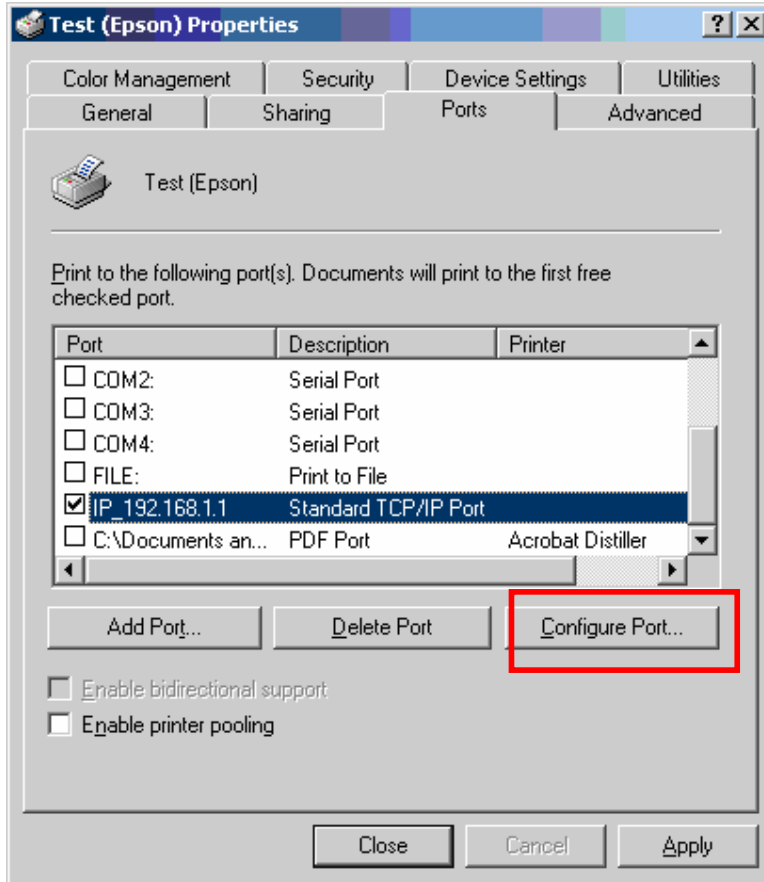 Test (Epson) Properties
Color Management Security Device Settings Utilities
General Sharing Ports Advanced
Test (Epson)
Print to the following port(s). Documents will print to the first free
checked port.
Port Description Printer
COM2: Serial Port
COM3: Serial Port
COM4: Serial Port
FILE: Print to File
IP_192.168.1.1 Standard TCP/IP Port
C:\Documents an... PDF Port Acrobat Distiller
Add Port... Delete Port Configure Port...
Enable bidirectional support
Enable printer pooling
Close Cancel Apply